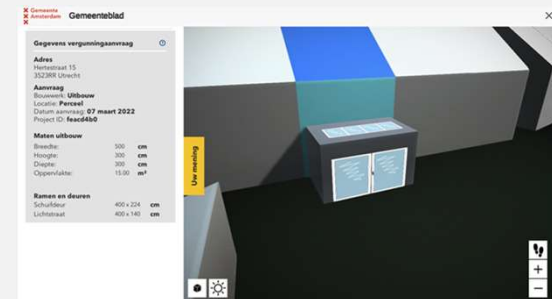 Gemeente
Amsterdam
Gemeenteblad
Gegevens vergunningaanvraag
Adres
Hertestraat 15
3523RR Utrecht
Aanvraag
Bouwwerk: Uitbouw
Locatie: Perceel
Datum aanvraag: 07 maart 2022
Project ID: feacd4b0
Maten uitbouw
Breedte: 500 cm
Hoogte: 300 cm
Diepte: 300 cm
Oppervlakte: 15.00 m²
Ramen en deuren
Schuifdeur 400 x 224 cm
Lichtstraat 400 x 140 cm
Uw mening